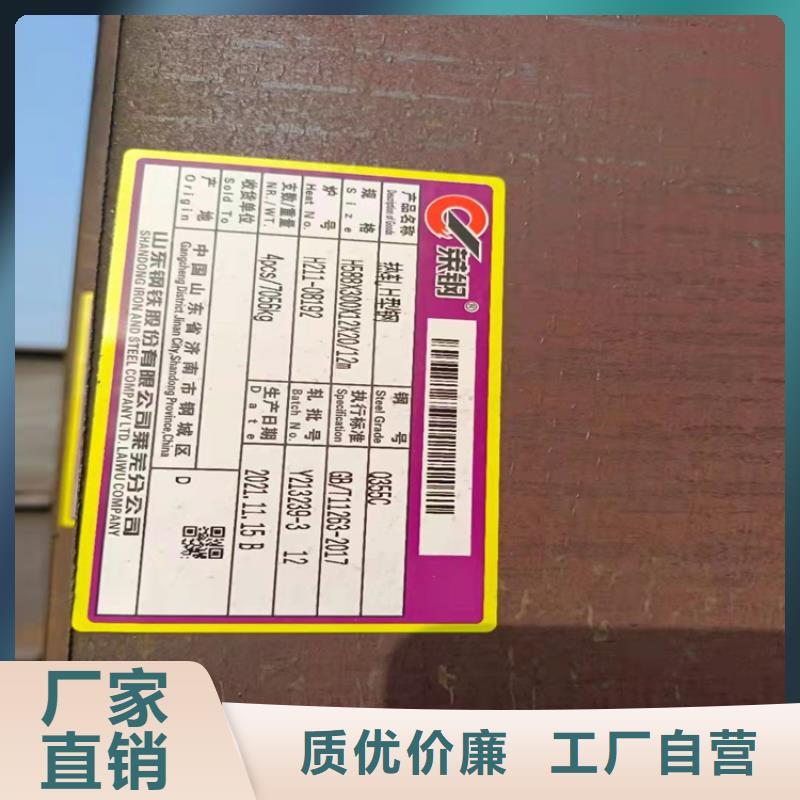 莱钢®
产品名称 热轧H型钢 钢号 Q355C
Description of Goods Steel Grade
规格 H588X300X12X20/12m 执行标准 GB/T11263-2017
Size Specification
炉号 H211-08192 轧批号 Y213239-3 12
Heat No. Batch No.
支数/重量 4pcs/7056kg 生产日期 2021.11.15 B
NR./WT. Date
收货单位
Sold To
产地 中国山东省济南市钢城区 D
Origin Gangcheng District Jinan City,Shandong Province,China
山东钢铁股份有限公司莱芜分公司
SHANDONG IRON AND STEEL COMPANY LTD. LAIWU COMPANY
厂家
直销
质优价廉 工厂自营